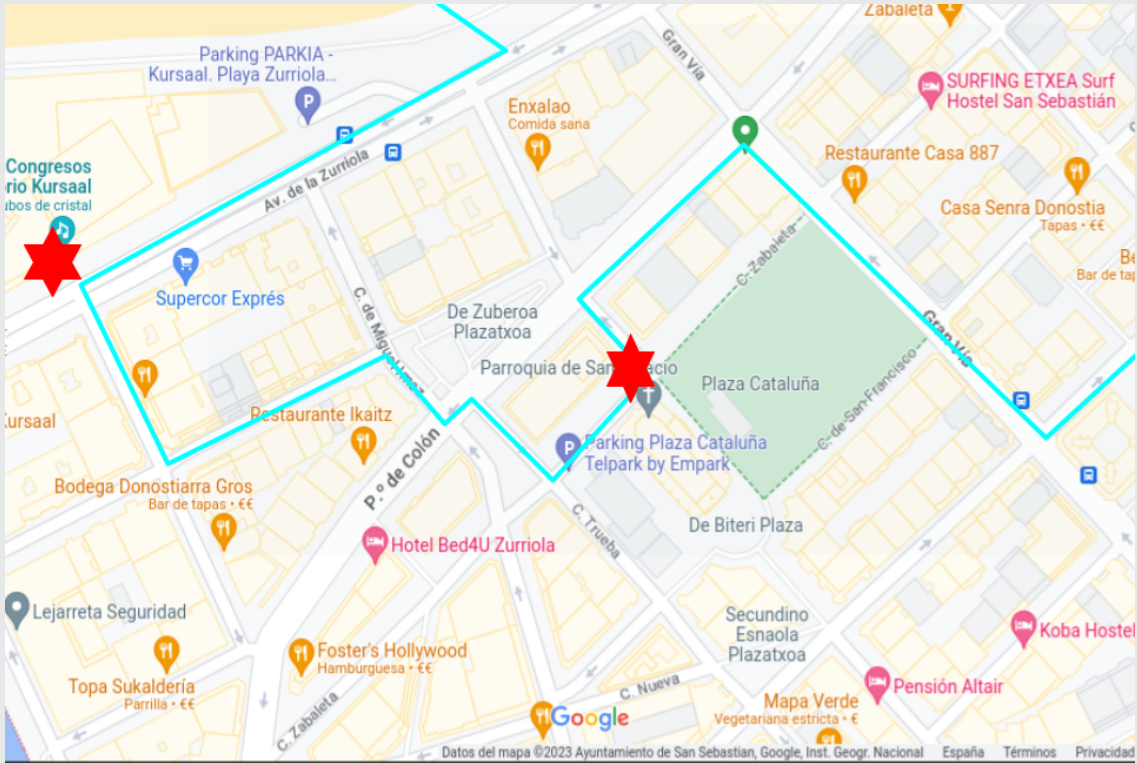 Zabaleta
Gran Vía
Parking PARKIA -
Kursaal. Playa Zurriola...
P
SURFING ETXEA Surf
Hostel San Sebastián
Enxalao
Comida sana
Restaurante Casa 887
Av. de la Zurriola
Congresos
rio Kursaal
ubos de cristal
Casa Senra Donostia
Tapas • €€
C. Zabaleta
Be
Bar de tap
Supercor Exprés
C. de Miguel Imaz
De Zuberoa
Plazatxoa
Gran Vía
Parroquia de San acio
Plaza Cataluña
C. de San Francisco
Restaurante Ikaitz
ursaal
P
Parking Plaza Cataluña
Telpark by Empark
P.º de Colón
Bodega Donostiarra Gros
Bar de tapas • €€
C. Trueba
De Biteri Plaza
Hotel Bed4U Zurriola
Lejarreta Seguridad
Secundino
Esnaola
Plazatxoa
Koba Hostel
Foster's Hollywood
Hamburguesa • €€
Topa Sukaldería
Parrilla • €€
C. Nueva
Pensión Altair
C. Zabaleta
Mapa Verde
Vegetariana estricta • €
Google
Datos del mapa ©2023 Ayuntamiento de San Sebastian, Google, Inst. Geogr. Nacional España Términos Privacidad